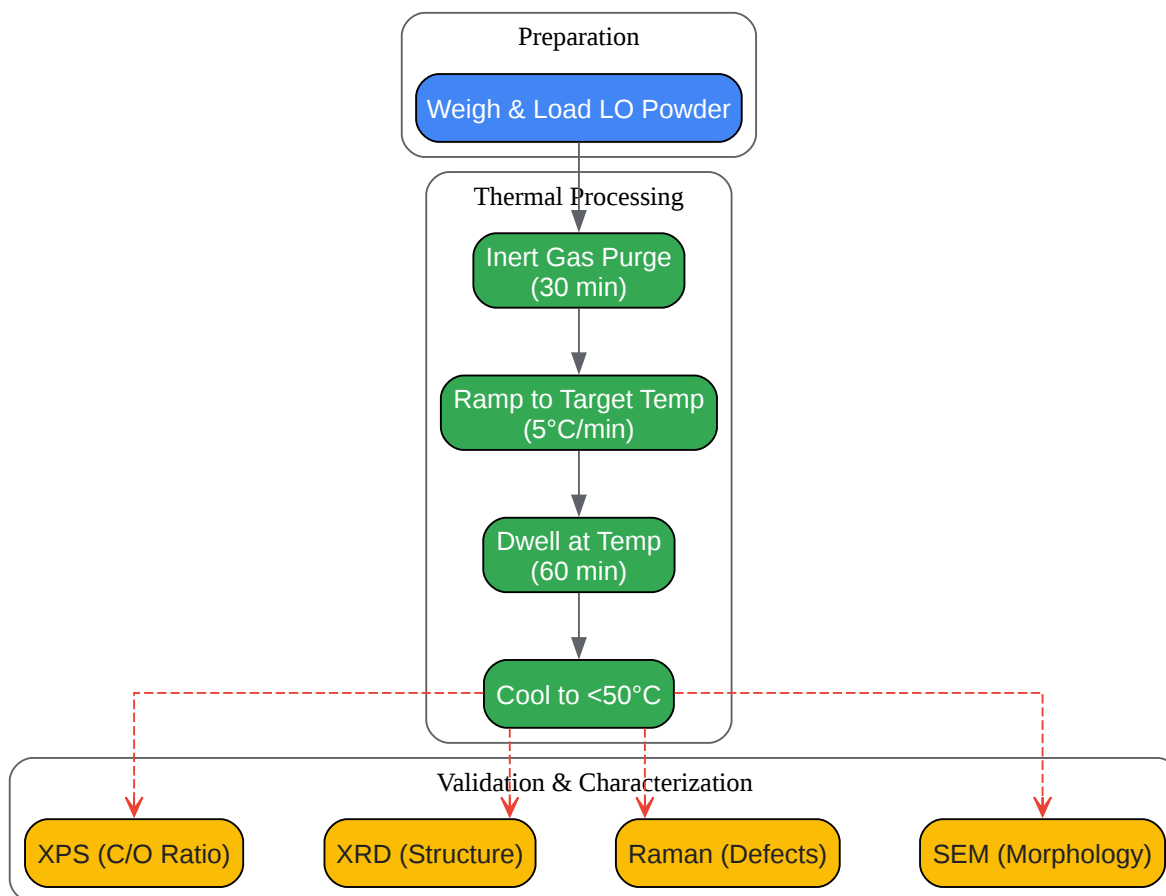 Preparation
Weigh & Load LO Powder
Thermal Processing
Inert Gas Purge
(30 min)
Ramp to Target Temp
(5°C/min)
Dwell at Temp
(60 min)
Cool to <50°C
Validation & Characterization
XPS (C/O Ratio)
XRD (Structure)
Raman (Defects)
SEM (Morphology)